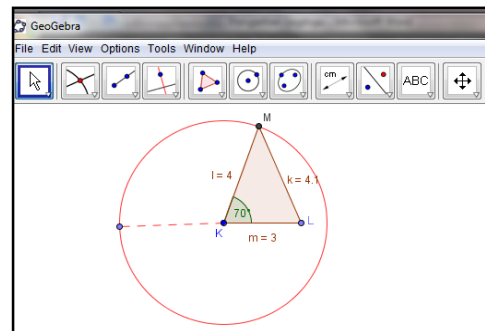 GeoGebra
File Edit View Options Tools Window Help
cm
ABC
M
l = 4
k = 4.1
70°
K
L
m = 3